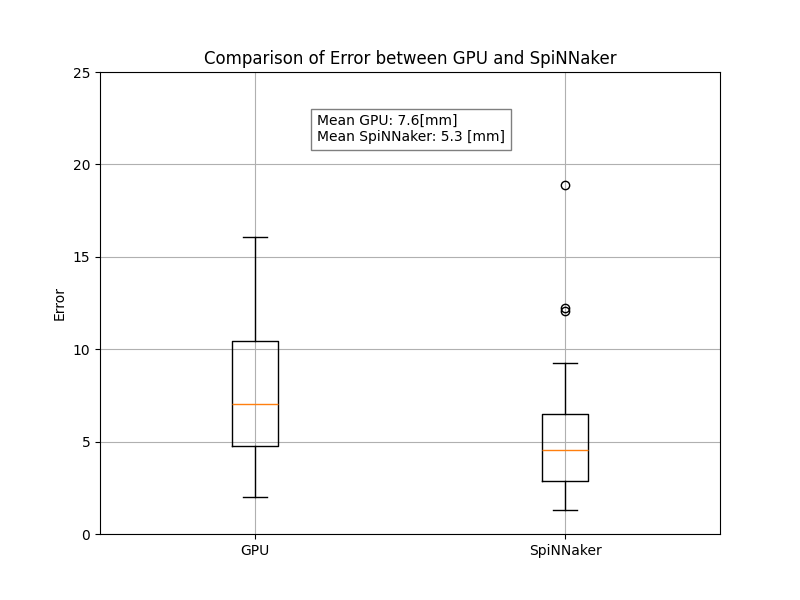 Comparison of Error between GPU and SpiNNaker
25
Mean GPU: 7.6[mm]
Mean SpiNNaker: 5.3 [mm]
20
15
Error
10
5
0
GPU
SpiNNaker